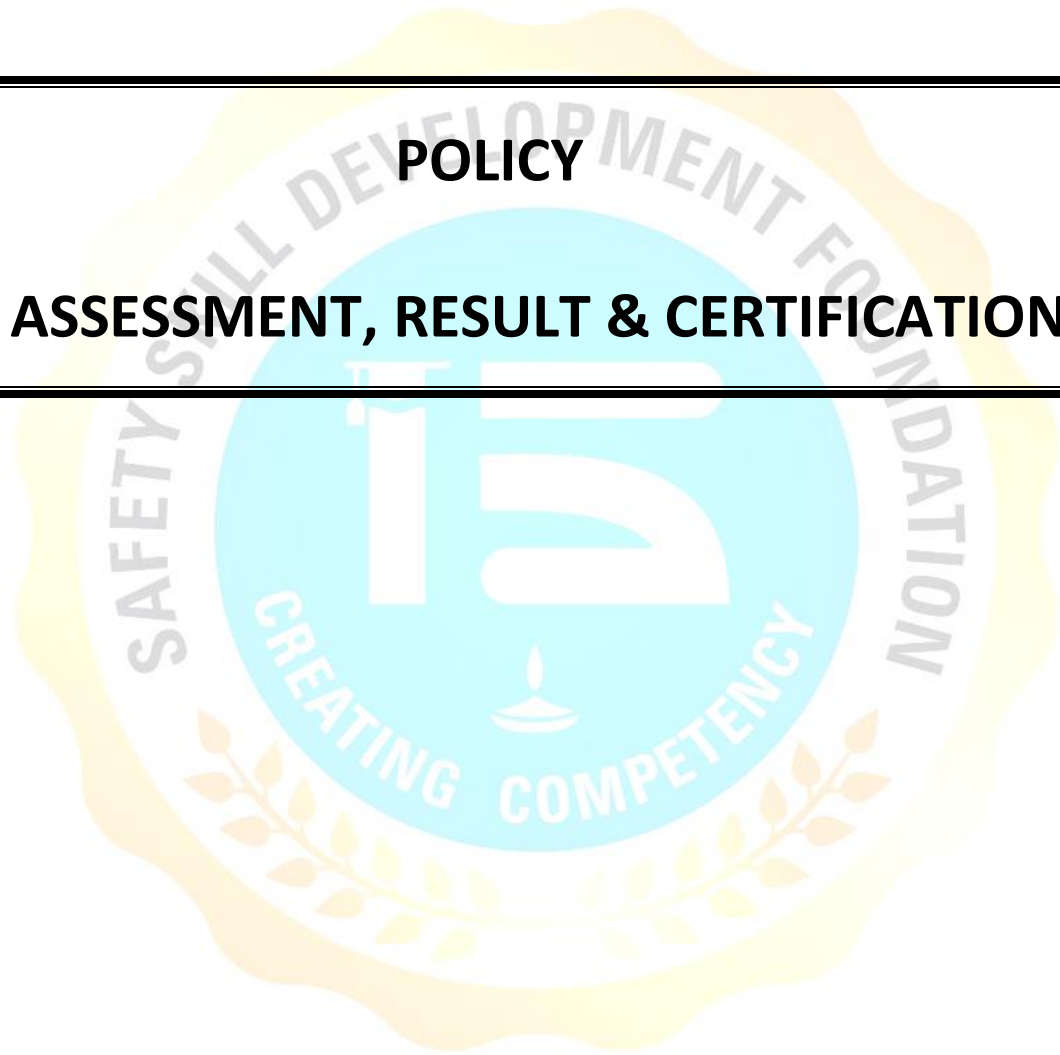 POLICY
ASSESSMENT, RESULT & CERTIFICATION
SAFETY SKILL DEVELOPMENT FOUNDATION
CREATING COMPETENCY